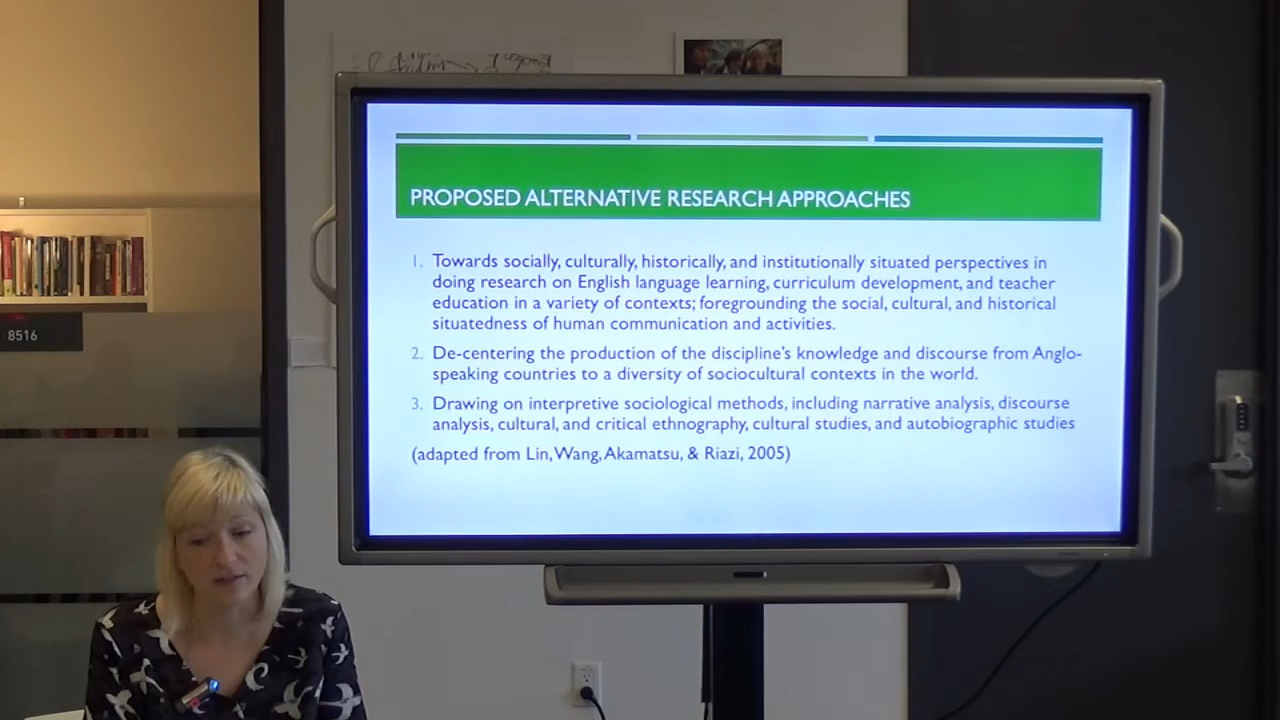 PROPOSED ALTERNATIVE RESEARCH APPROACHES
1. Towards socially, culturally, historically, and institutionally situated perspectives in
doing research on English language learning, curriculum development, and teacher
education in a variety of contexts; foregrounding the social, cultural, and historical
situatedness of human communication and activities.
2. De-centering the production of the discipline's knowledge and discourse from Anglo-
speaking countries to a diversity of sociocultural contexts in the world.
3. Drawing on interpretive sociological methods, including narrative analysis, discourse
analysis, cultural, and critical ethnography, cultural studies, and autobiographic studies
(adapted from Lin, Wang, Akamatsu, & Riazi, 2005)
8516